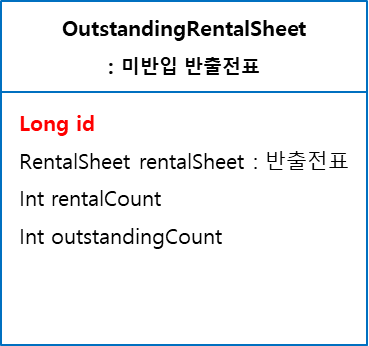 OutstandingRentalSheet
: 미반입 반출전표
Long id
RentalSheet rentalSheet : 반출전표
Int rentalCount
Int outstandingCount